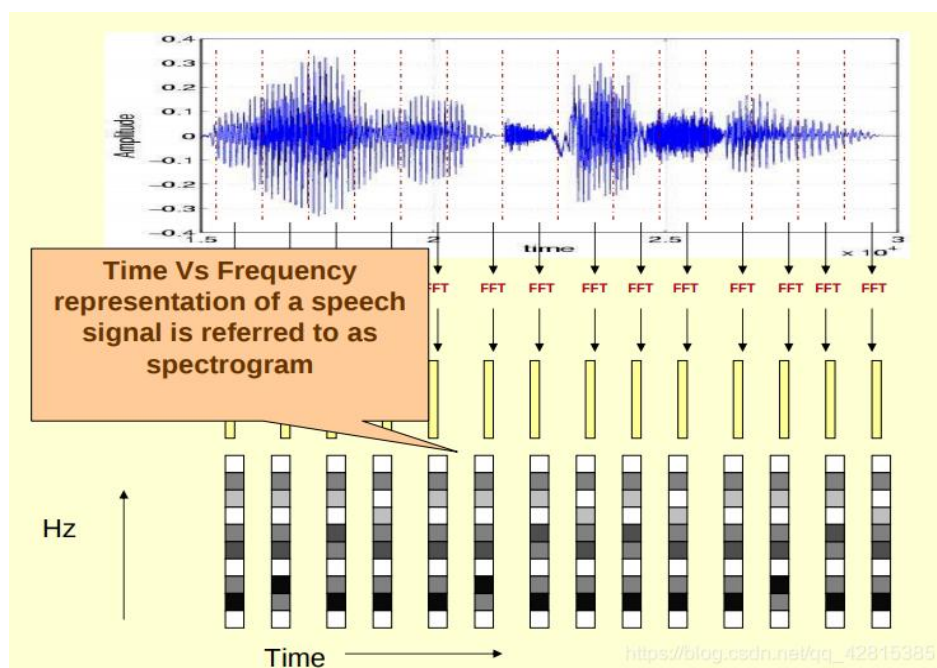 0.4
0.3
0.2
0.1
0
-0.1
-0.2
-0.3
-0.4
Amplitude
1.5
2
2.5
3
time
x 10⁴
Time Vs Frequency
representation of a speech
signal is referred to as
spectrogram
FFT FFT FFT FFT FFT FFT FFT FFT FFT
Hz
Time
https://blog.csdn.net/qq_42815385